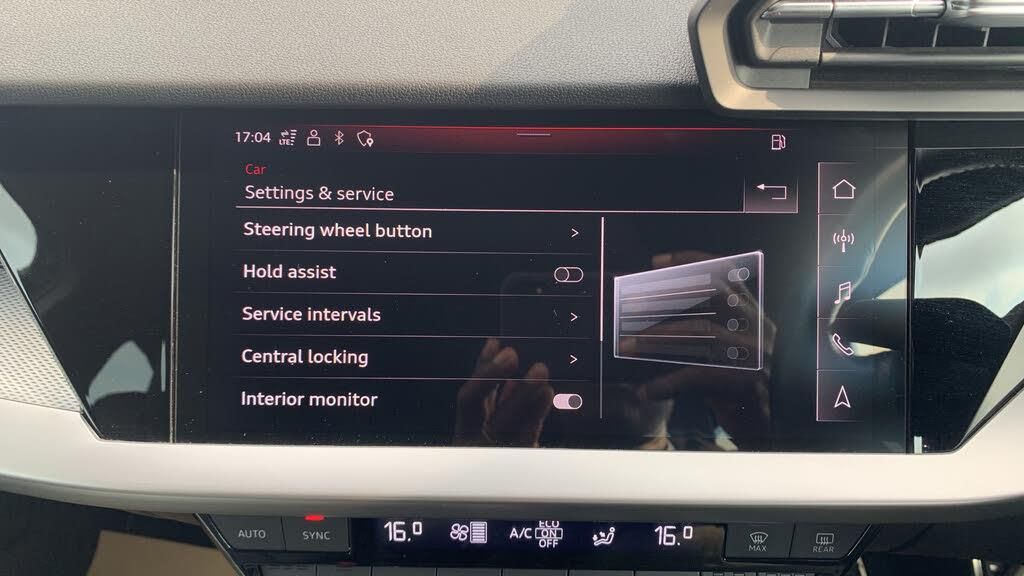 17:04 LTE
Car
Settings & service
Steering wheel button
Hold assist
Service intervals
Central locking
Interior monitor
AUTO
SYNC
16.0
A/C
ECO
ON
OFF
16.0
MAX
REAR